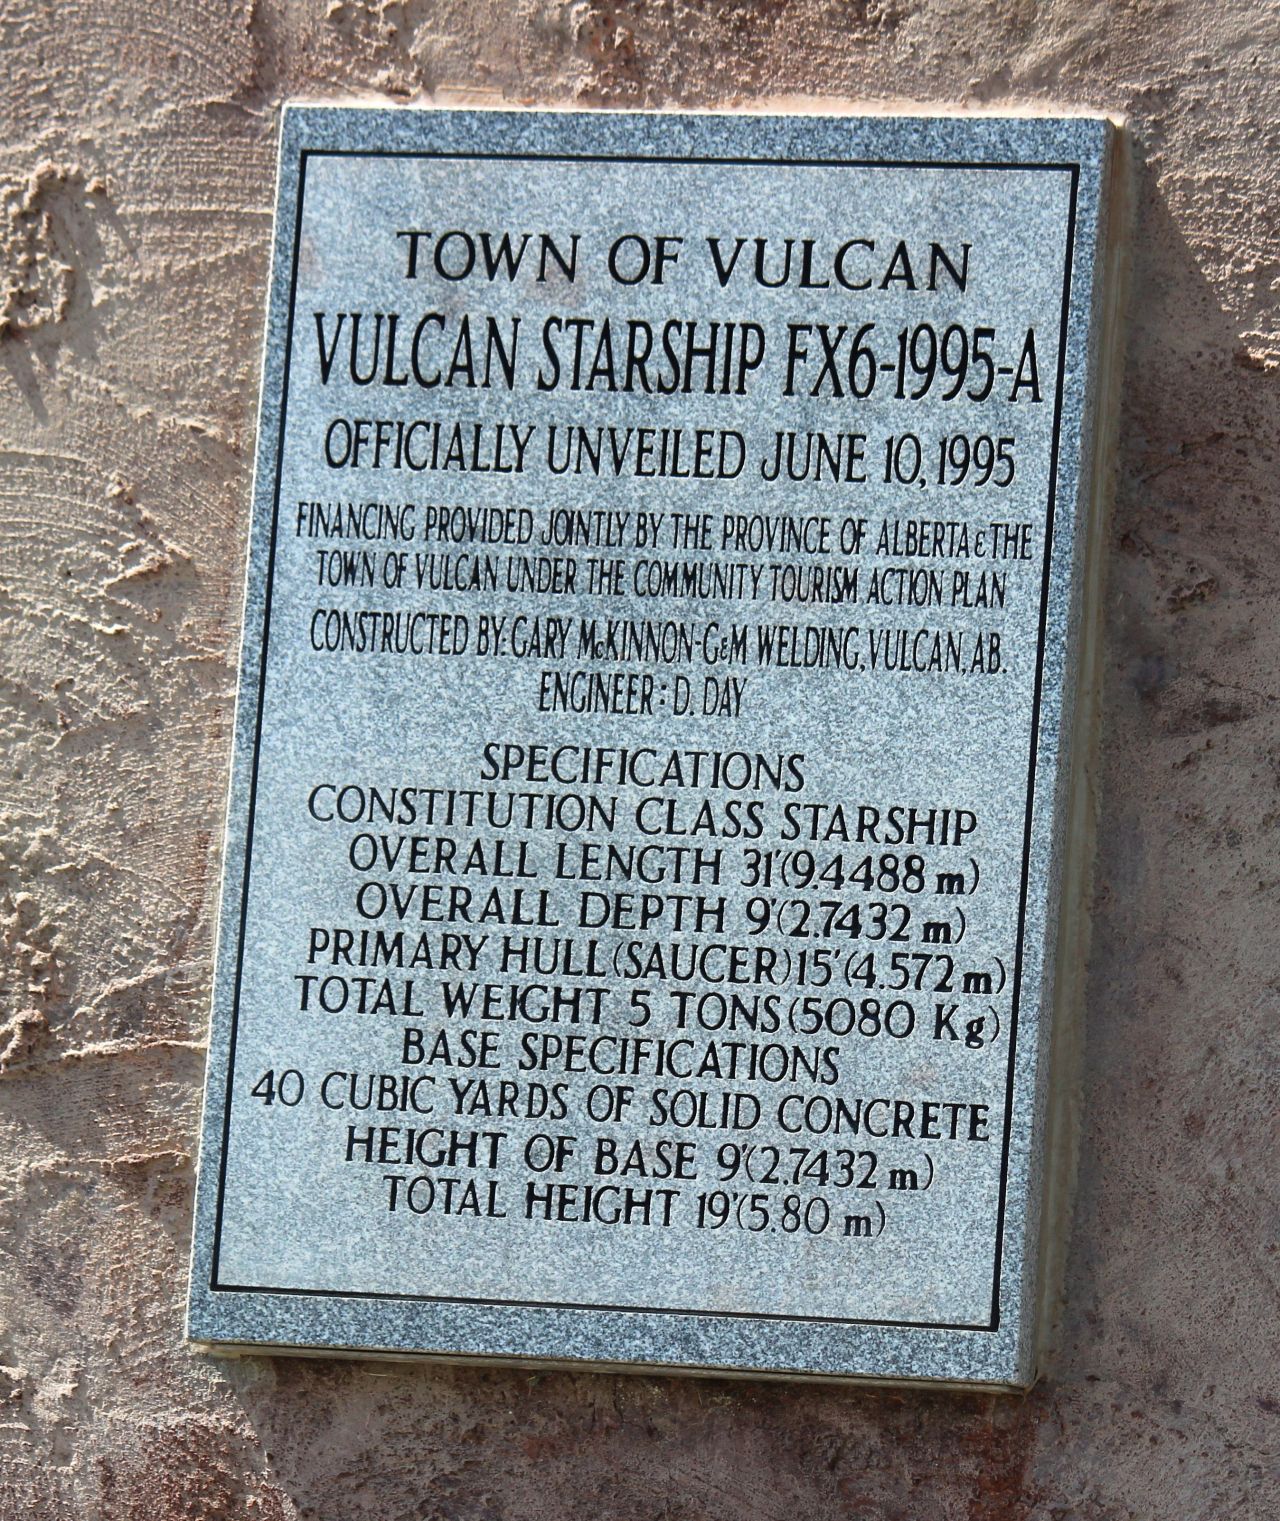 TOWN OF VULCAN
VULCAN STARSHIP FX6-1995-A
OFFICIALLY UNVEILED JUNE 10, 1995
FINANCING PROVIDED JOINTLY BY THE PROVINCE OF ALBERTA & THE
TOWN OF VULCAN UNDER THE COMMUNITY TOURISM ACTION PLAN
CONSTRUCTED BY: GARY McKINNON-G&M WELDING, VULCAN, AB.
ENGINEER: D. DAY
SPECIFICATIONS
CONSTITUTION CLASS STARSHIP
OVERALL LENGTH 31' (9.4488 m)
OVERALL DEPTH 9' (2.7432 m)
PRIMARY HULL (SAUCER) 15' (4.572 m)
TOTAL WEIGHT 5 TONS (5080 Kg)
BASE SPECIFICATIONS
40 CUBIC YARDS OF SOLID CONCRETE
HEIGHT OF BASE 9' (2.7432 m)
TOTAL HEIGHT 19' (5.80 m)